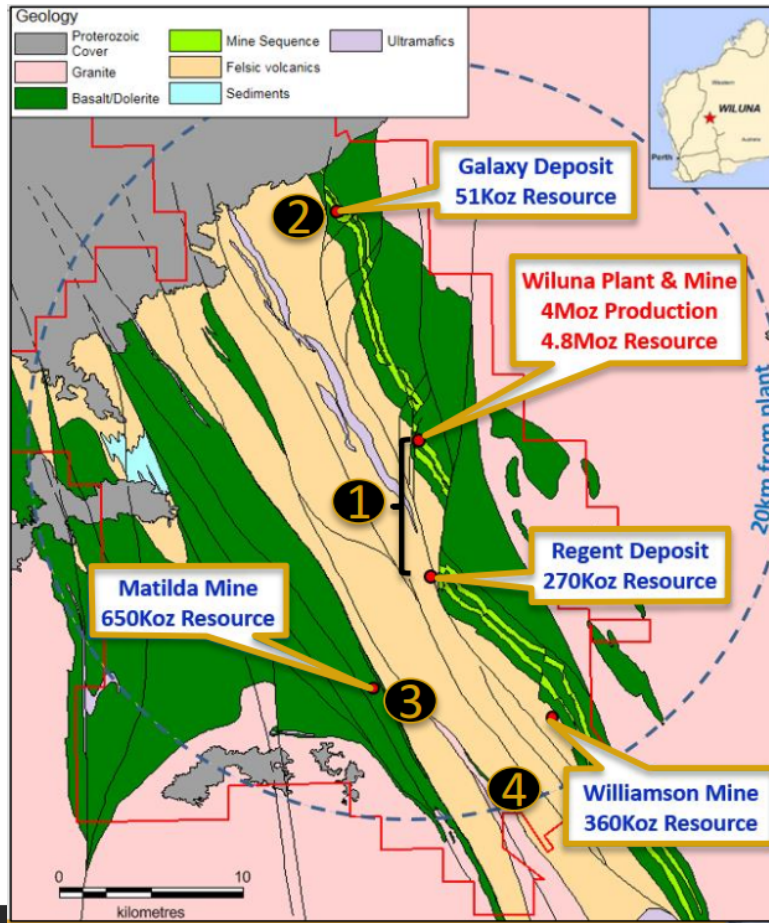 Geology
Proterozoic
Cover
Granite
Basalt/Dolerite
Mine Sequence
Felsic volcanics
Sediments
Ultramafics
Western
WILUNA
Australia
Perth
Galaxy Deposit
51Koz Resource
2
Wiluna Plant & Mine
4Moz Production
4.8Moz Resource
20km from plant
1
Regent Deposit
270Koz Resource
Matilda Mine
650Koz Resource
3
4
Williamson Mine
360Koz Resource
0 10
kilometres